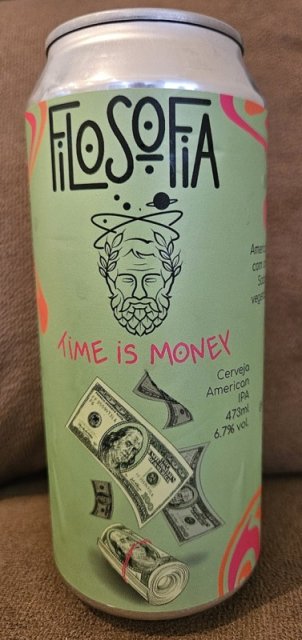 FILOSOFIA
TIME IS MONEY
Cerveja
American
IPA
473ml
6.7% vol.